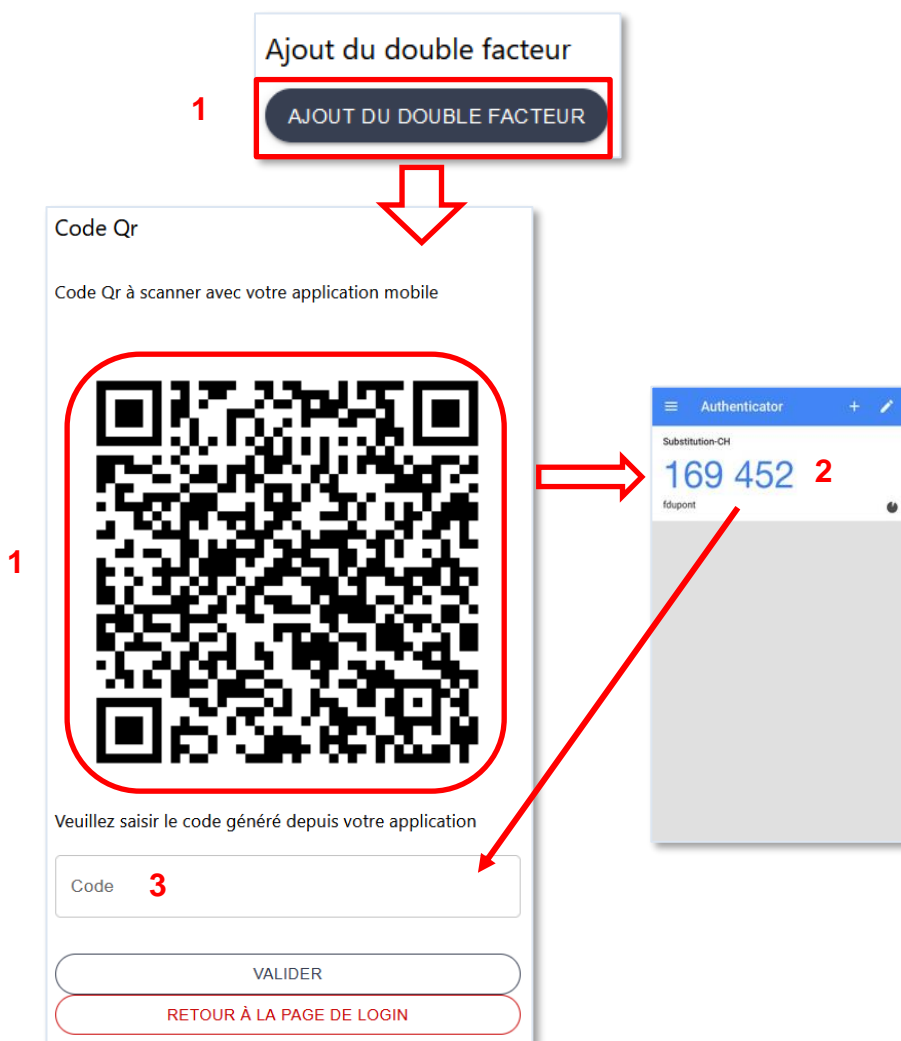 Ajout du double facteur
1
AJOUT DU DOUBLE FACTEUR
Code Qr
Code Qr à scanner avec votre application mobile
1
Authenticator
Substitution-CH
169 452
2
fdupont
Veuillez saisir le code généré depuis votre application
Code
3
VALIDER
RETOUR À LA PAGE DE LOGIN